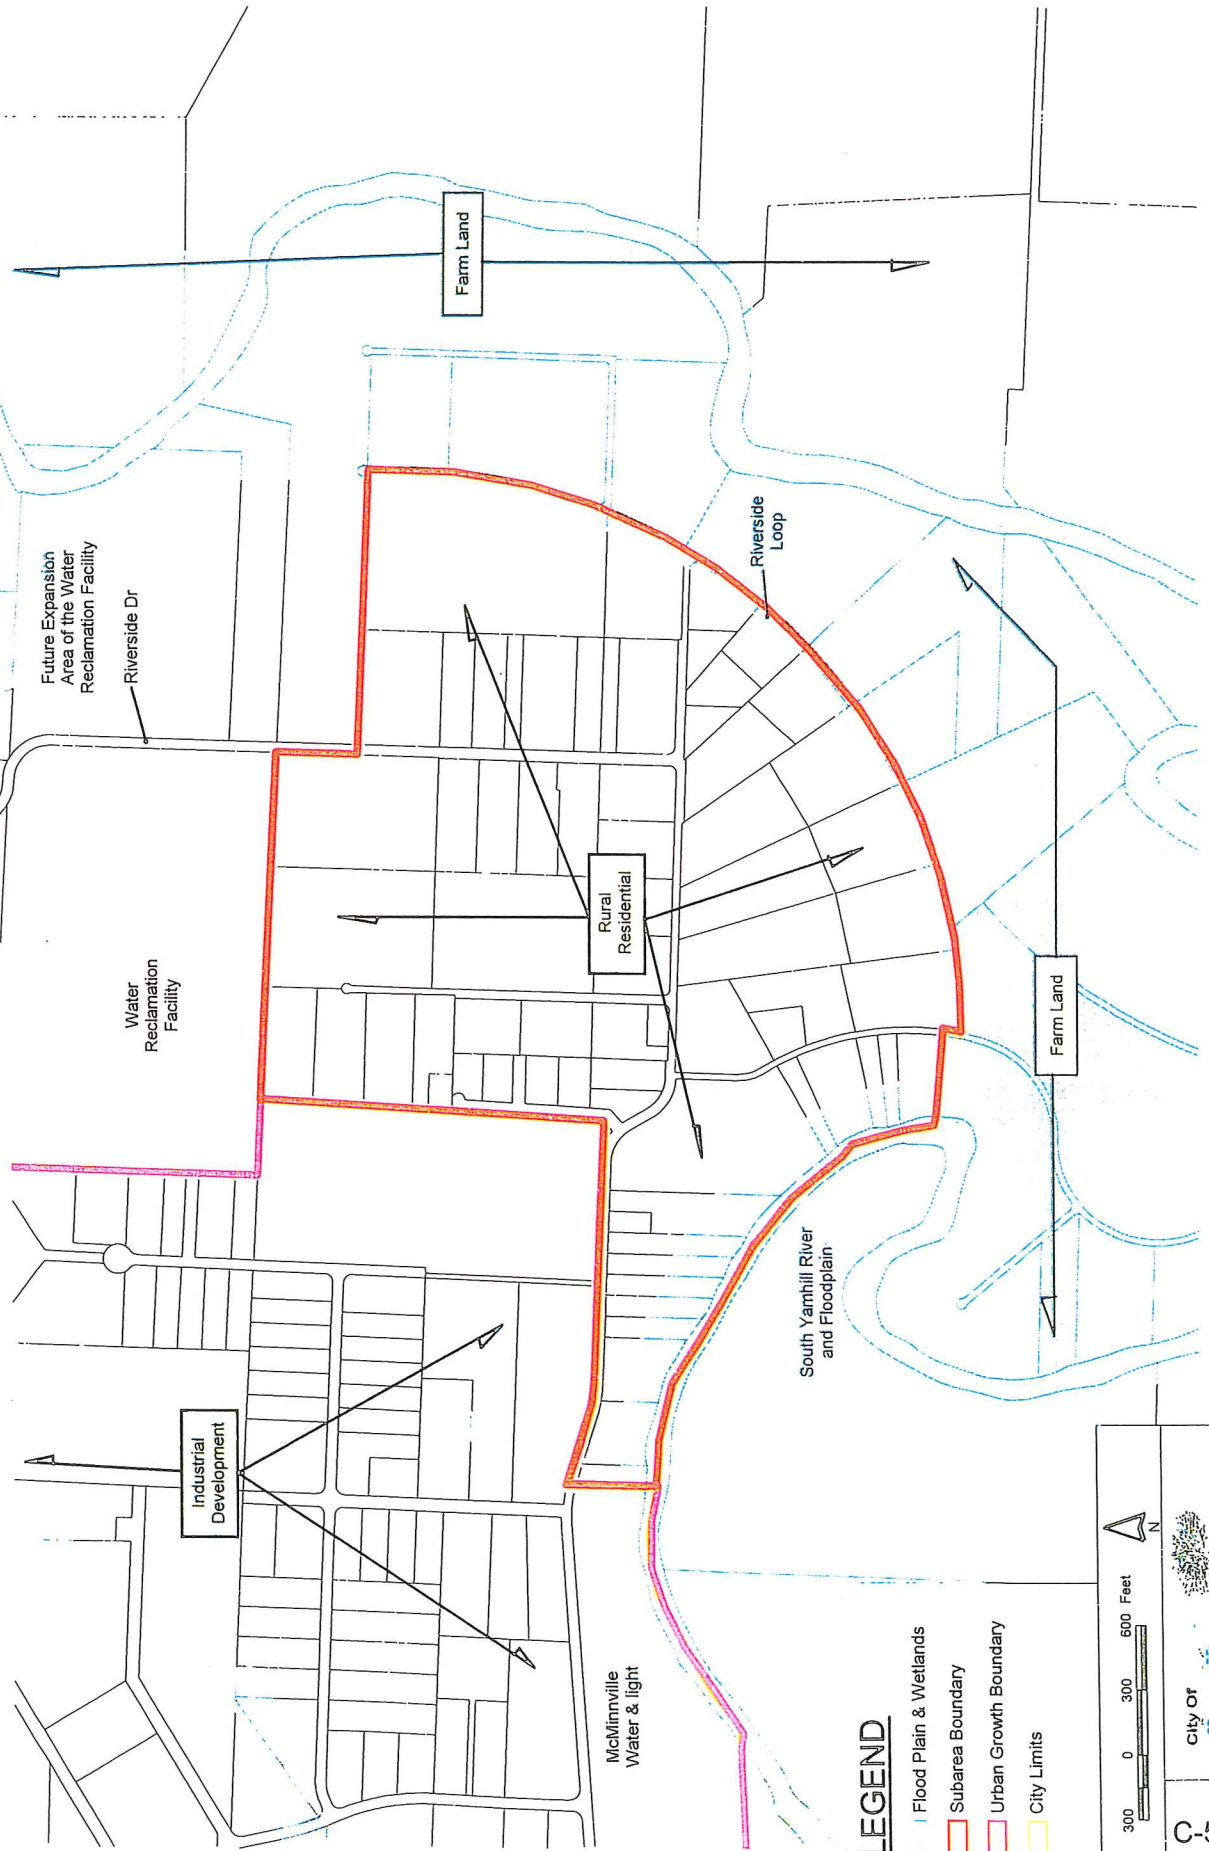 Future Expansion
Area of the Water
Reclamation Facility
Riverside Dr
Farm Land
Water
Reclamation
Facility
Riverside
Loop
Rural
Residential
Industrial
Development
Farm Land
South Yamhill River
and Floodplain
McMinnville
Water & light
LEGEND
Flood Plain & Wetlands
Subarea Boundary
Urban Growth Boundary
City Limits
300 0 300 600 Feet
N
City Of